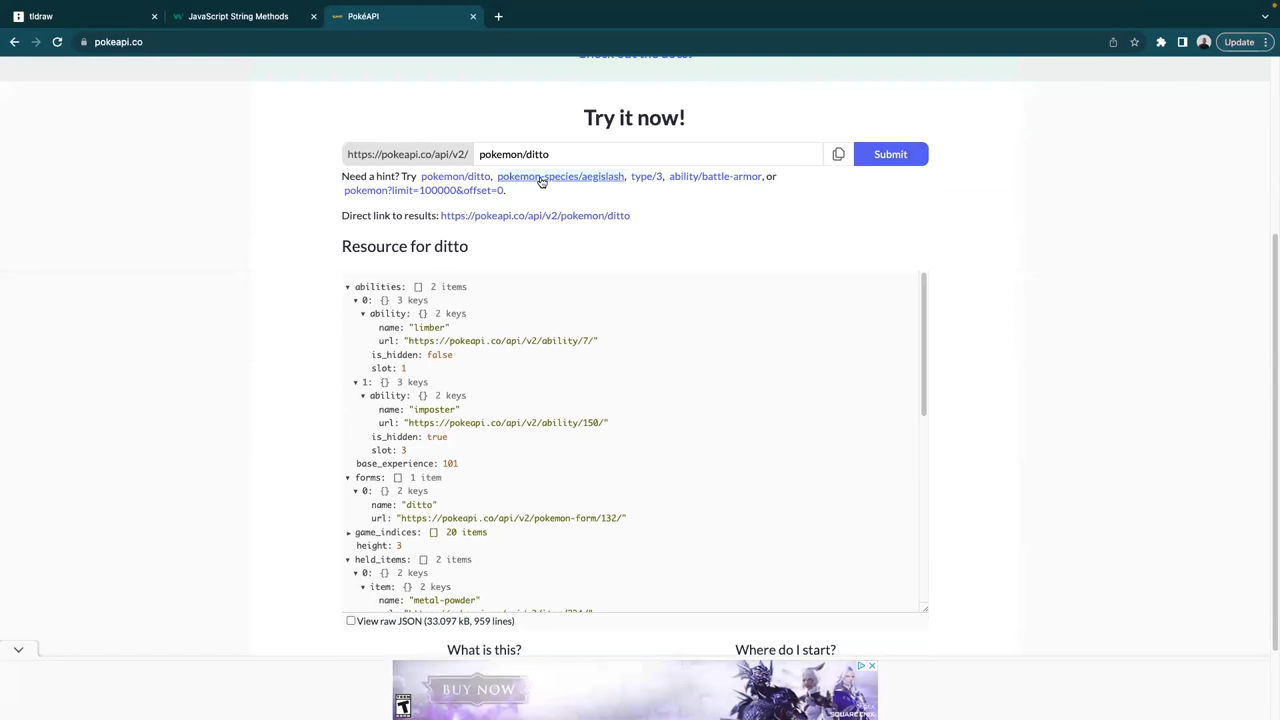 tldraw
JavaScript String Methods
PokéAPI
pokeapi.co
Update
Try it now!
https://pokeapi.co/api/v2/ pokemon/ditto Submit
Need a hint? Try pokemon/ditto, pokemon-species/aegislash, type/3, ability/battle-armor, or
pokemon?limit=100000&offset=0.
Direct link to results: https://pokeapi.co/api/v2/pokemon/ditto
Resource for ditto
abilities: [] 2 items
0: {} 3 keys
ability: {} 2 keys
name: "limber"
url: "https://pokeapi.co/api/v2/ability/7/"
is_hidden: false
slot: 1
1: {} 3 keys
ability: {} 2 keys
name: "imposter"
url: "https://pokeapi.co/api/v2/ability/150/"
is_hidden: true
slot: 3
base_experience: 101
forms: [] 1 item
0: {} 2 keys
name: "ditto"
url: "https://pokeapi.co/api/v2/pokemon-form/132/"
game_indices: [] 20 items
height: 3
held_items: [] 2 items
0: {} 2 keys
item: {} 2 keys
name: "metal-powder"
View raw JSON (33.097 kB, 959 lines)
What is this? Where do I start?
BUY NOW
T
SQUARE ENIX